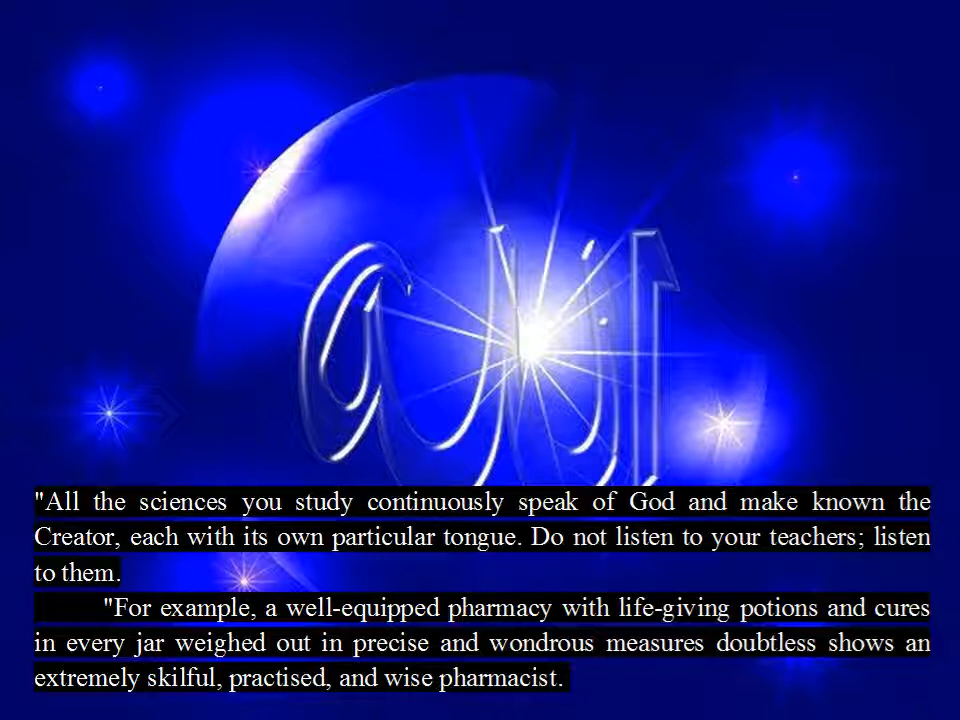 الله
"All the sciences you study continuously speak of God and make known the
Creator, each with its own particular tongue. Do not listen to your teachers; listen
to them.
"For example, a well-equipped pharmacy with life-giving potions and cures
in every jar weighed out in precise and wondrous measures doubtless shows an
extremely skilful, practised, and wise pharmacist.